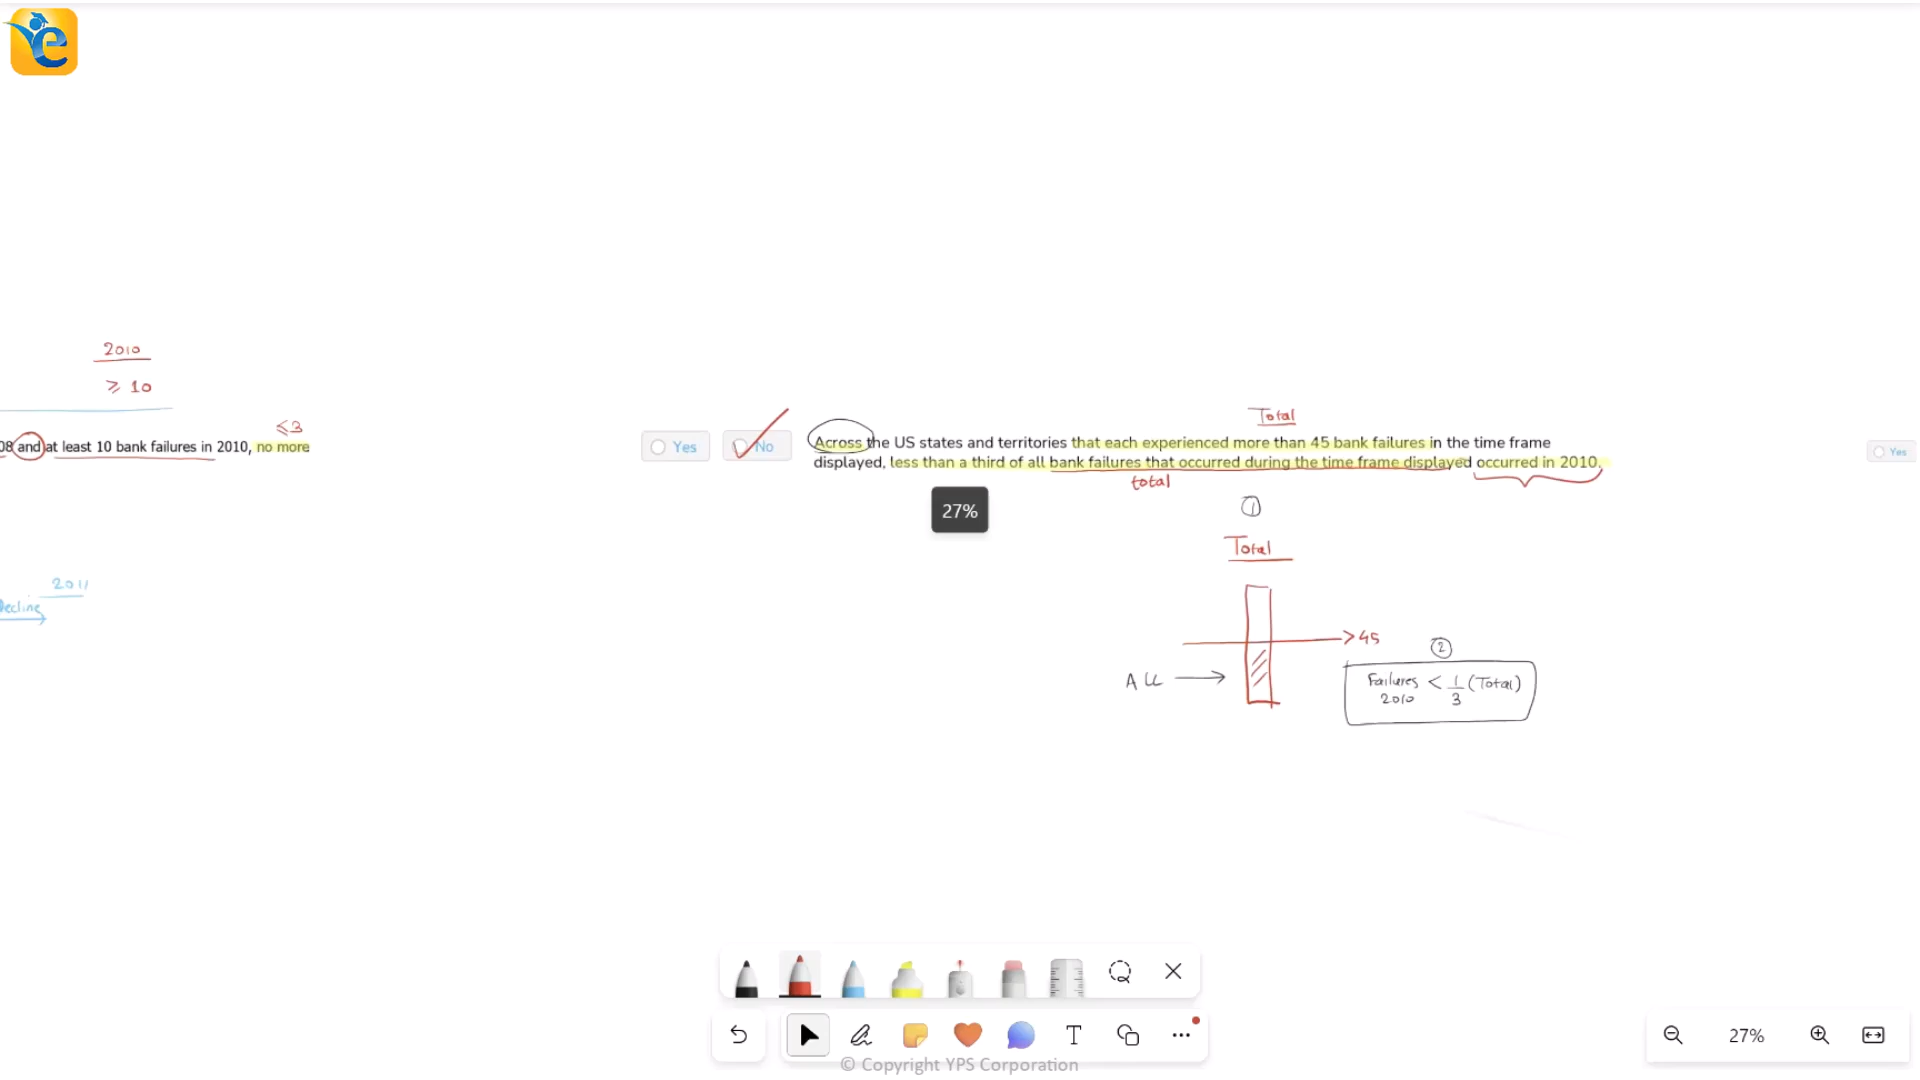 e
2010
≥ 10
≤3
08 and at least 10 bank failures in 2010, no more
2011
Decline
Yes
No
Total
Across the US states and territories that each experienced more than 45 bank failures in the time frame
displayed, less than a third of all bank failures that occurred during the time frame displayed occurred in 2010.
total
Yes
27%
1
Total
>45
ALL
2
Failures 2010 < 1/3 (Total)
T
27%
© Copyright YPS Corporation